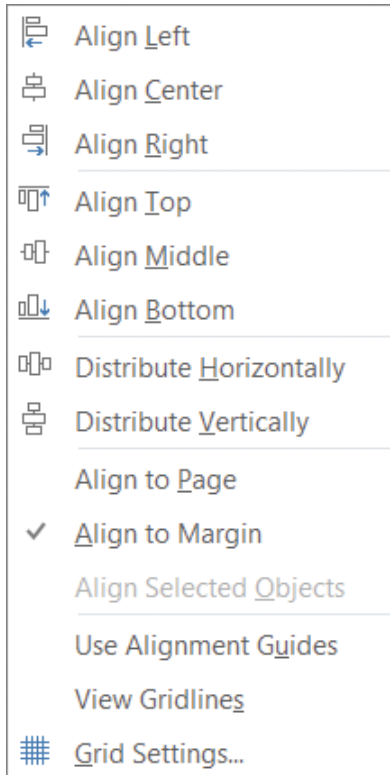 Align Left
Align Center
Align Right
Align Top
Align Middle
Align Bottom
Distribute Horizontally
Distribute Vertically
Align to Page
Align to Margin
Align Selected Objects
Use Alignment Guides
View Gridlines
Grid Settings...